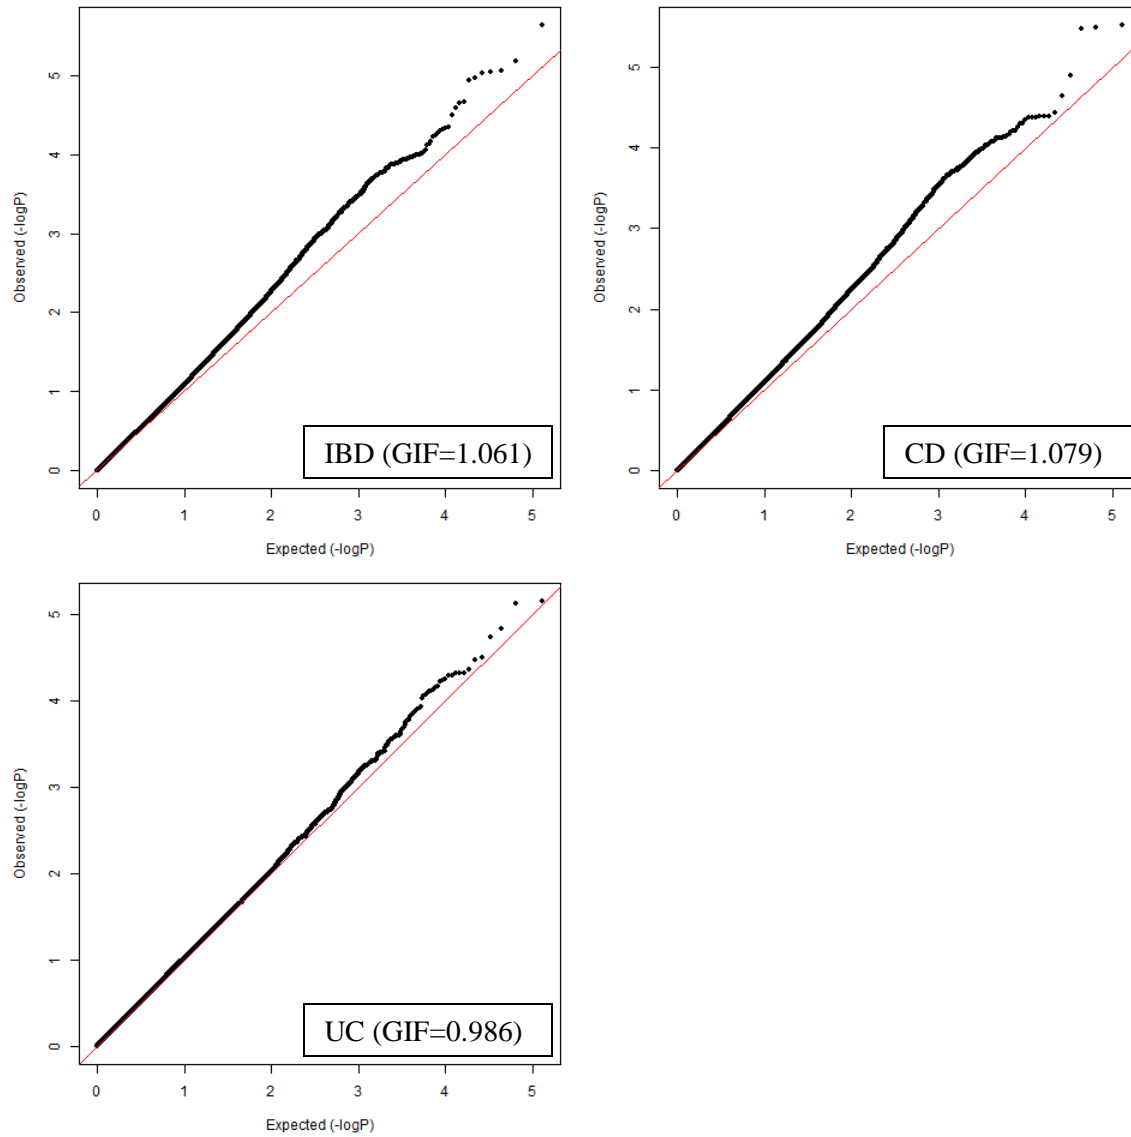 5
4
3
2
1
0
Observed (-logP)
IBD (GIF=1.061)
0 1 2 3 4 5
Expected (-logP)
5
4
3
2
1
0
Observed (-logP)
CD (GIF=1.079)
0 1 2 3 4 5
Expected (-logP)
5
4
3
2
1
0
Observed (-logP)
UC (GIF=0.986)
0 1 2 3 4 5
Expected (-logP)